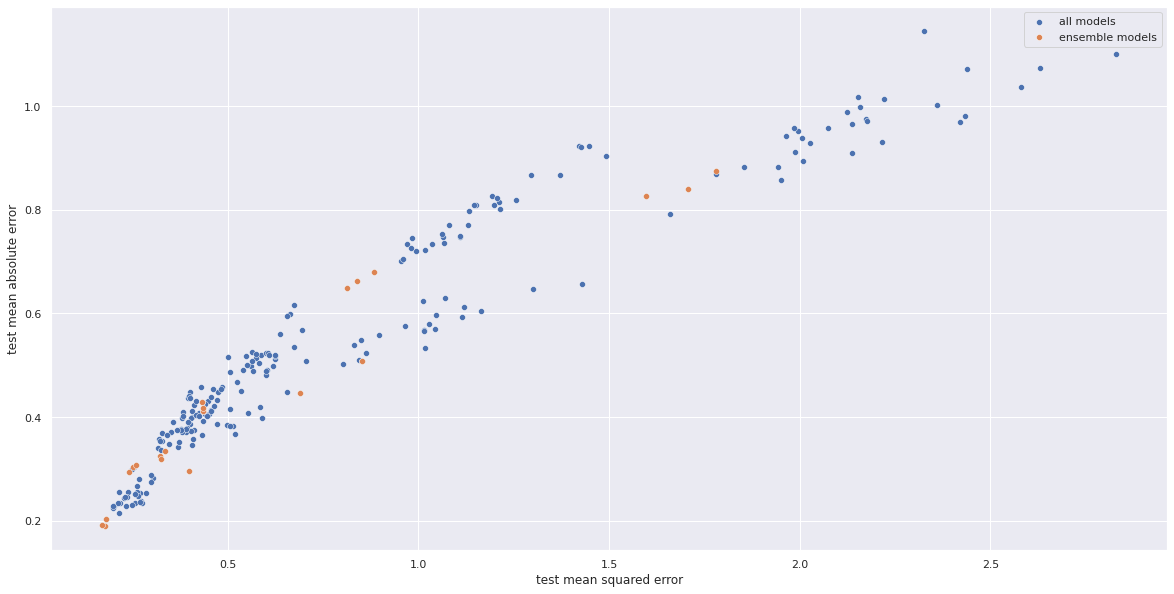 all models
ensemble models
test mean absolute error
1.0
0.8
0.6
0.4
0.2
0.5
1.0
1.5
2.0
2.5
test mean squared error